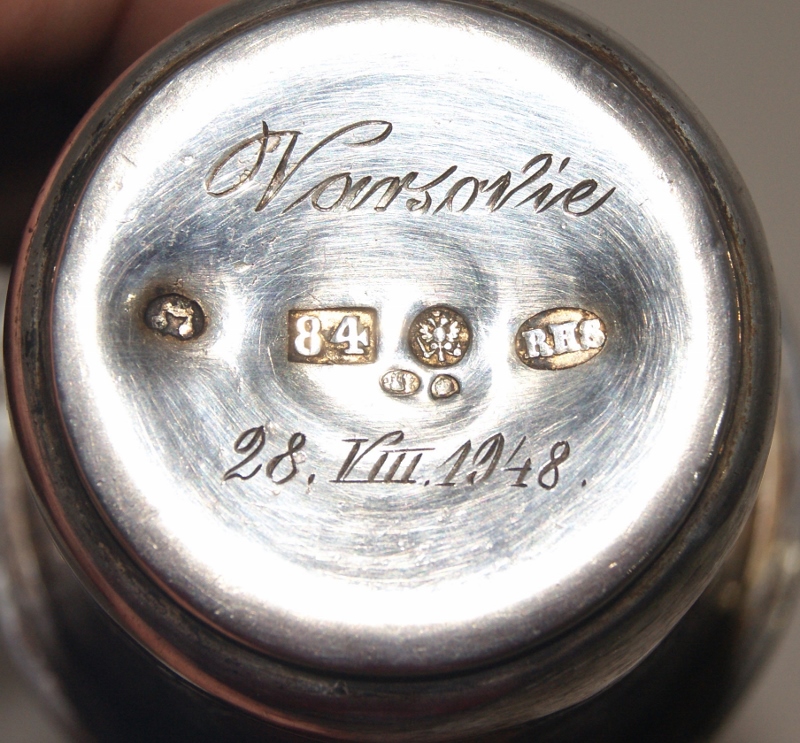 Varsovie
84 RHS
28. VIII. 1948.